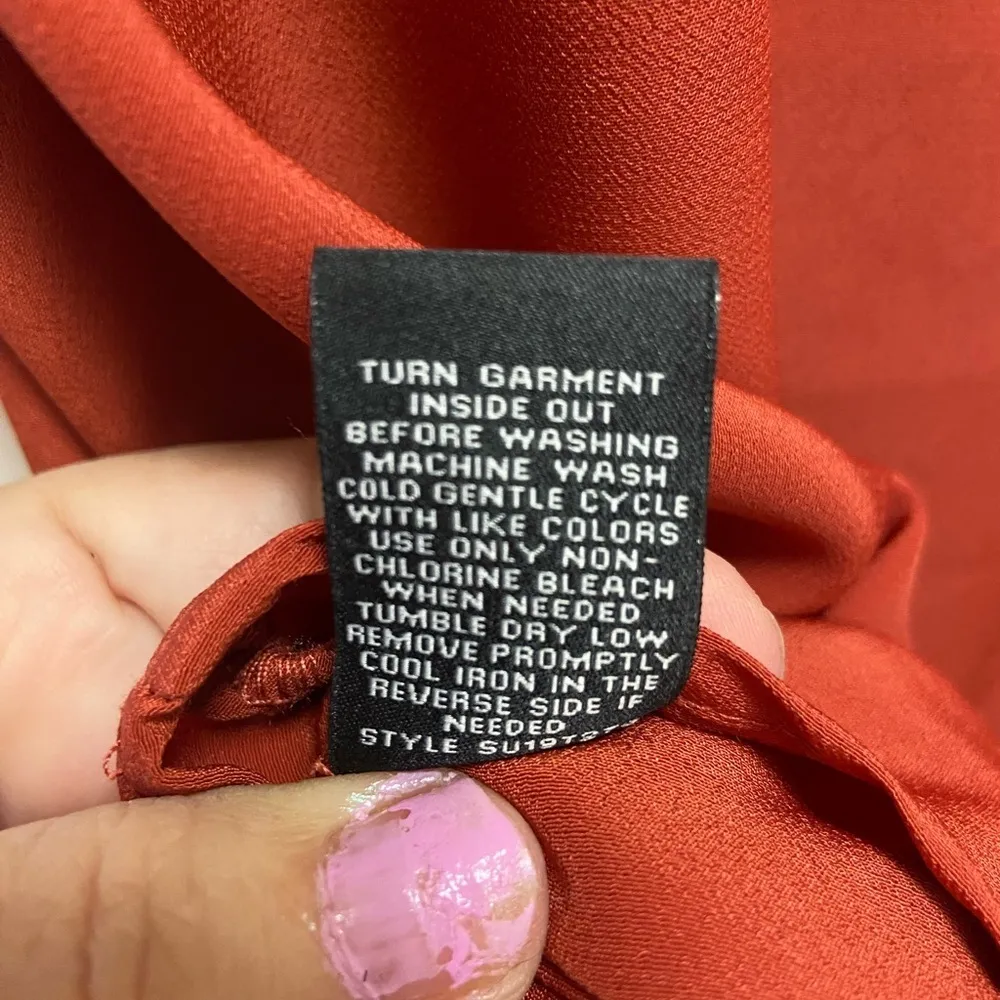 TURN GARMENT
INSIDE OUT
BEFORE WASHING
MACHINE WASH
COLD GENTLE CYCLE
WITH LIKE COLORS
USE ONLY NON-
CHLORINE BLEACH
WHEN NEEDED
TUMBLE DRY LOW
REMOVE PROMPTLY
COOL IRON IN THE
REVERSE SIDE IF
NEEDED
STYLE